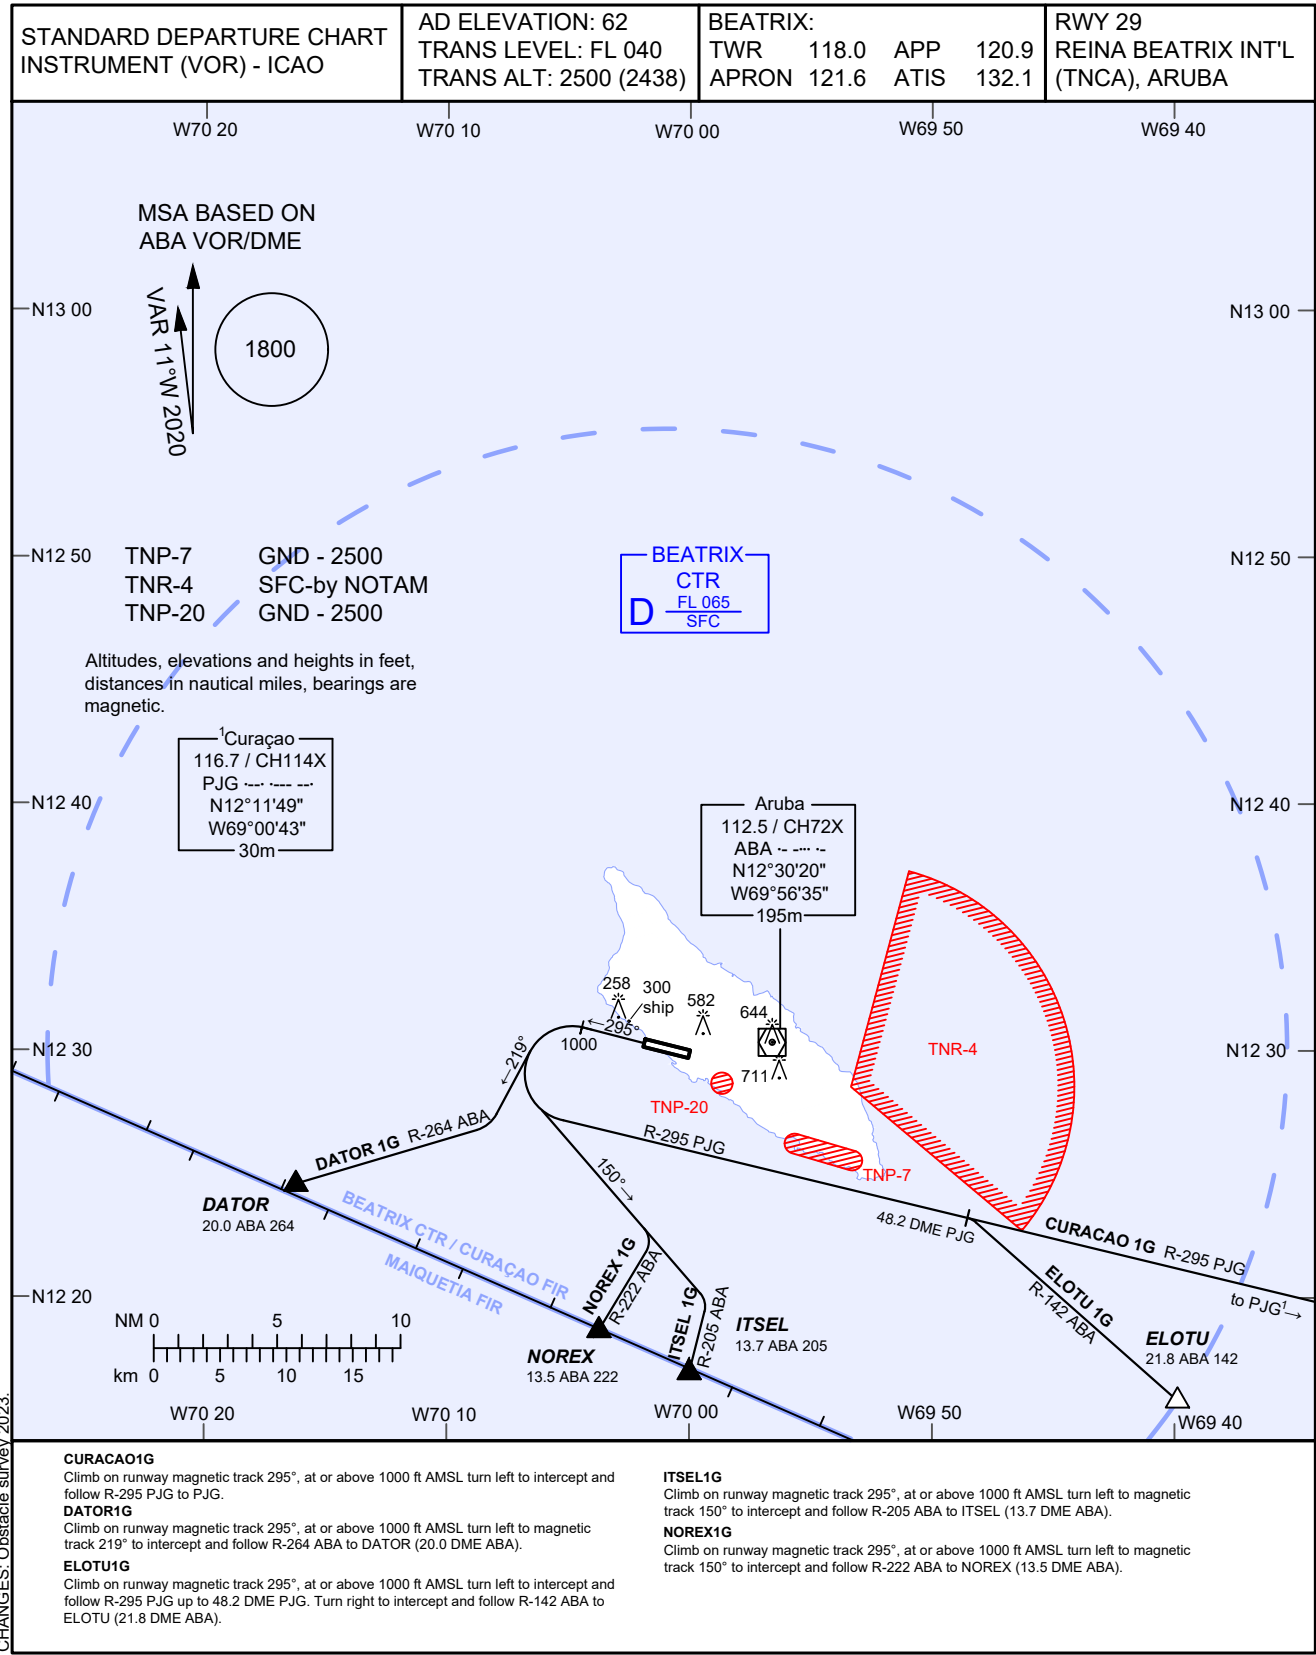 STANDARD DEPARTURE CHART
INSTRUMENT (VOR) - ICAO
AD ELEVATION: 62
TRANS LEVEL: FL 040
TRANS ALT: 2500 (2438)
BEATRIX:
TWR 118.0 APP 120.9
APRON 121.6 ATIS 132.1
RWY 29
REINA BEATRIX INT'L
(TNCA), ARUBA
W70 20 W70 10 W70 00 W69 50 W69 40
MSA BASED ON
ABA VOR/DME
VAR 11°W 2020
1800
N13 00 N13 00
N12 50 N12 50
TNP-7 GND - 2500
TNR-4 SFC-by NOTAM
TNP-20 GND - 2500
BEATRIX
CTR
D FL 065
SFC
Altitudes, elevations and heights in feet,
distances in nautical miles, bearings are
magnetic.
1Curaçao
116.7 / CH114X
PJG ·--· ·--- --·
N12°11'49"
W69°00'43"
30m
N12 40 N12 40
Aruba
112.5 / CH72X
ABA ·- -··· ·-
N12°30'20"
W69°56'35"
195m
258
300
ship
582
644
711
←295°
1000
←219°
N12 30 N12 30
TNR-4
TNP-20
TNP-7
DATOR 1G R-264 ABA
R-295 PJG
150°→
DATOR
20.0 ABA 264
BEATRIX CTR / CURAÇAO FIR
MAIQUETIA FIR
48.2 DME PJG
CURACAO 1G R-295 PJG
to PJG1→
NOREX 1G
R-222 ABA
ITSEL 1G
R-205 ABA
ELOTU 1G
R-142 ABA
N12 20
NM 0 5 10
km 0 5 10 15
NOREX
13.5 ABA 222
ITSEL
13.7 ABA 205
ELOTU
21.8 ABA 142
W70 20 W70 10 W70 00 W69 50 W69 40
CHANGES: Obstacle survey 2023.
CURACAO1G
Climb on runway magnetic track 295°, at or above 1000 ft AMSL turn left to intercept and
follow R-295 PJG to PJG.
DATOR1G
Climb on runway magnetic track 295°, at or above 1000 ft AMSL turn left to magnetic
track 219° to intercept and follow R-264 ABA to DATOR (20.0 DME ABA).
ELOTU1G
Climb on runway magnetic track 295°, at or above 1000 ft AMSL turn left to intercept and
follow R-295 PJG up to 48.2 DME PJG. Turn right to intercept and follow R-142 ABA to
ELOTU (21.8 DME ABA).
ITSEL1G
Climb on runway magnetic track 295°, at or above 1000 ft AMSL turn left to magnetic
track 150° to intercept and follow R-205 ABA to ITSEL (13.7 DME ABA).
NOREX1G
Climb on runway magnetic track 295°, at or above 1000 ft AMSL turn left to magnetic
track 150° to intercept and follow R-222 ABA to NOREX (13.5 DME ABA).